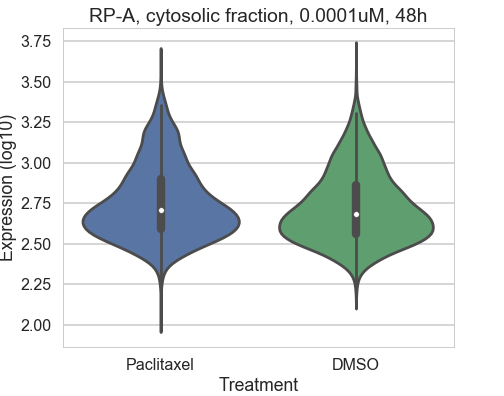 RP-A, cytosolic fraction, 0.0001uM, 48h
3.75
3.50
3.25
3.00
2.75
2.50
2.25
2.00
Expression (log10)
Paclitaxel
DMSO
Treatment